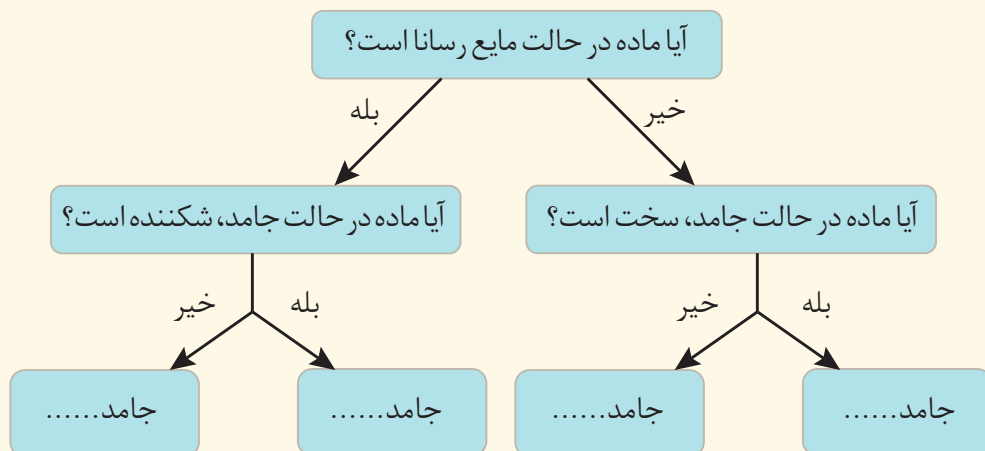 آیا ماده در حالت مایع رسانا است؟
خیر
بله
آیا ماده در حالت جامد، سخت است؟
آیا ماده در حالت جامد، شکننده است؟
بله
خیر
بله
خیر
جامد......
جامد......
جامد......
جامد......